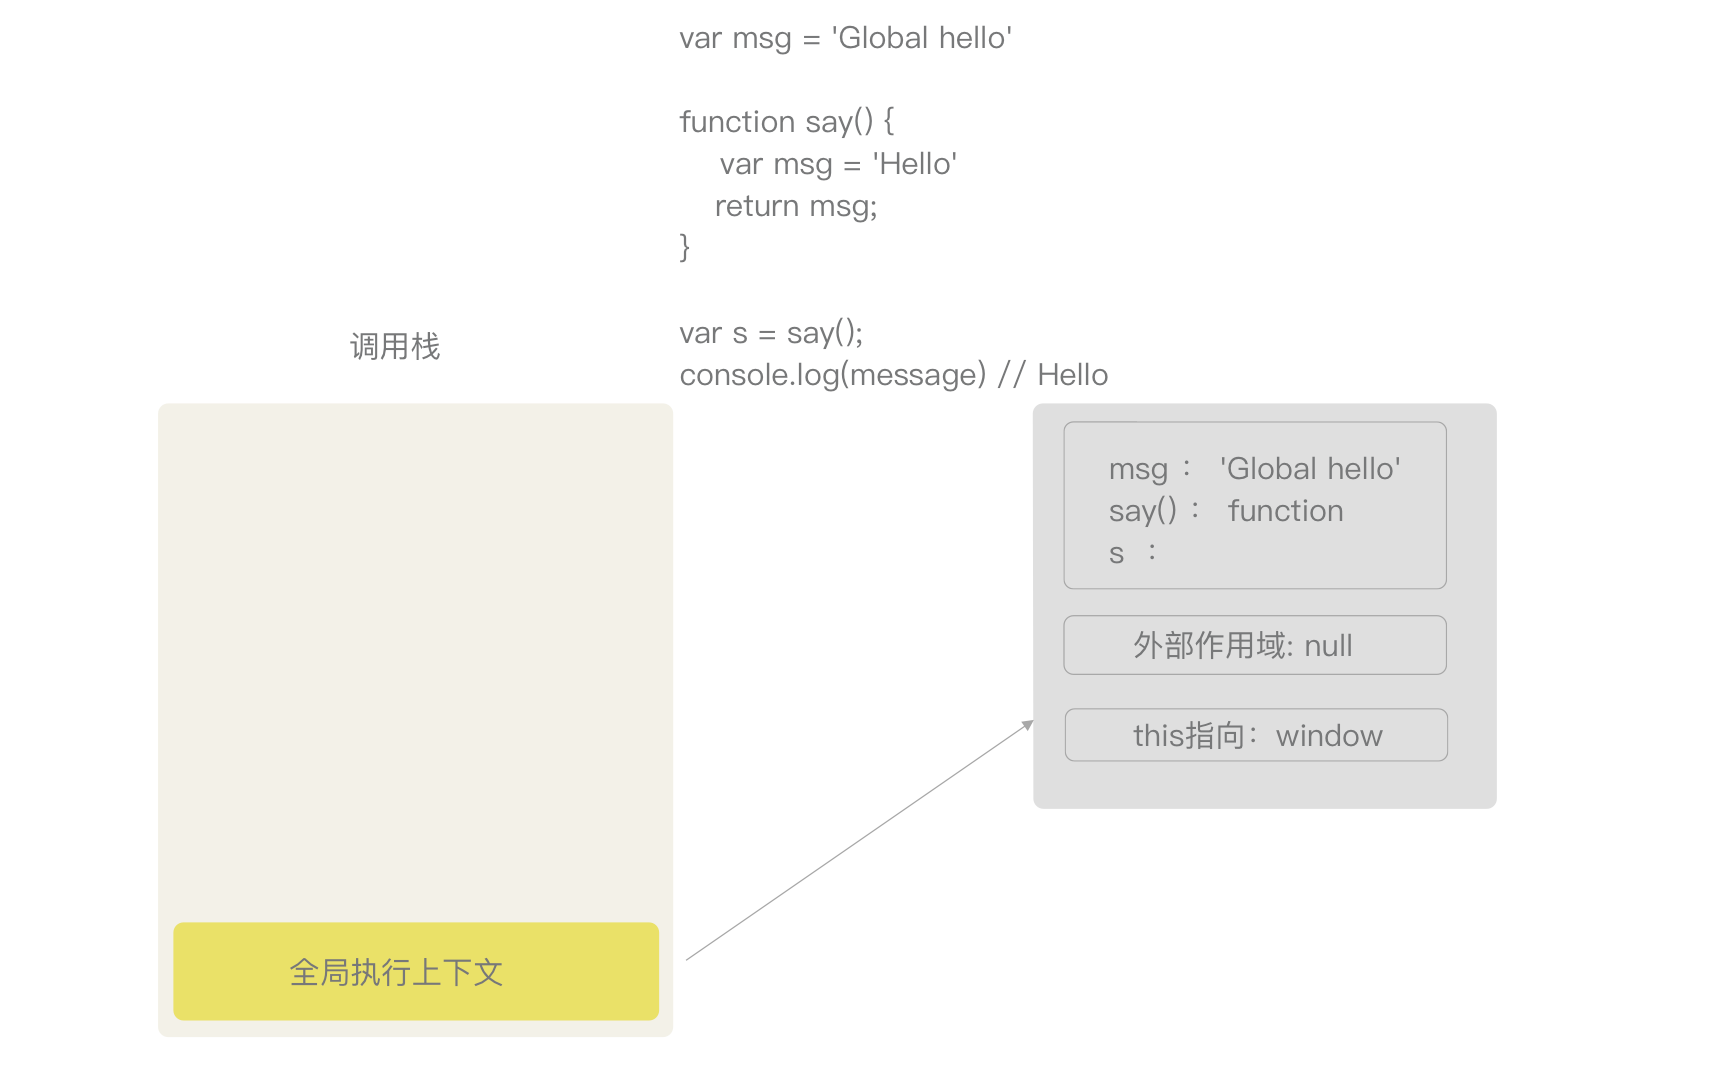 var msg = 'Global hello'
function say() {
var msg = 'Hello'
return msg;
}
var s = say();
console.log(message) // Hello
调用栈
全局执行上下文
msg： 'Global hello'
say()： function
s ：
外部作用域: null
this指向：window